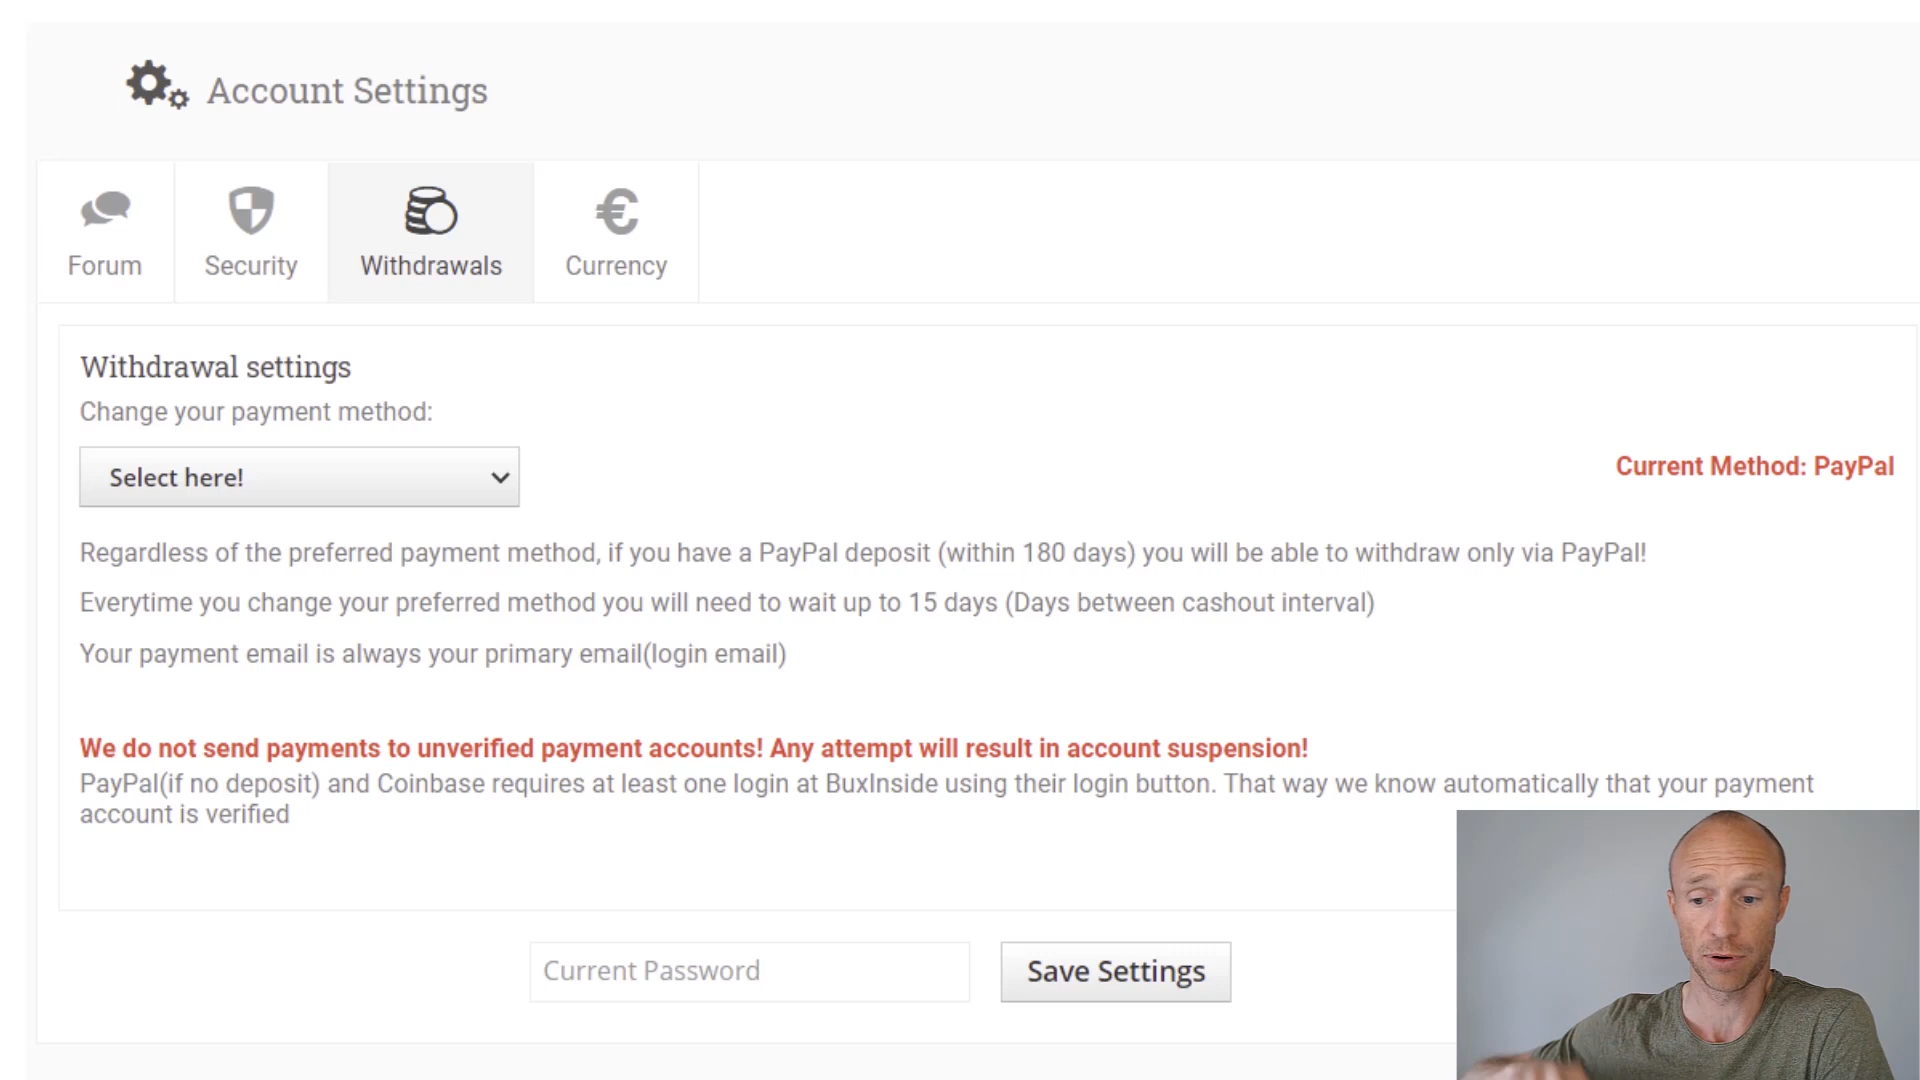 Account Settings
Forum
Security
Withdrawals
Currency
Withdrawal settings
Change your payment method:
Select here!
Current Method: PayPal
Regardless of the preferred payment method, if you have a PayPal deposit (within 180 days) you will be able to withdraw only via PayPal!
Everytime you change your preferred method you will need to wait up to 15 days (Days between cashout interval)
Your payment email is always your primary email(login email)
We do not send payments to unverified payment accounts! Any attempt will result in account suspension!
PayPal(if no deposit) and Coinbase requires at least one login at BuxInside using their login button. That way we know automatically that your payment
account is verified
Current Password
Save Settings